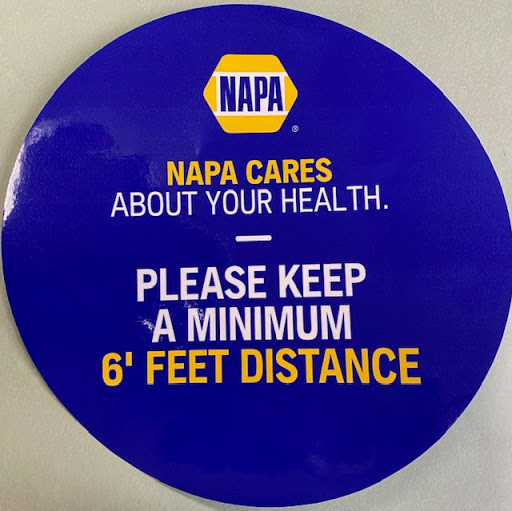 NAPA
®
NAPA CARES
ABOUT YOUR HEALTH.
PLEASE KEEP
A MINIMUM
6' FEET DISTANCE